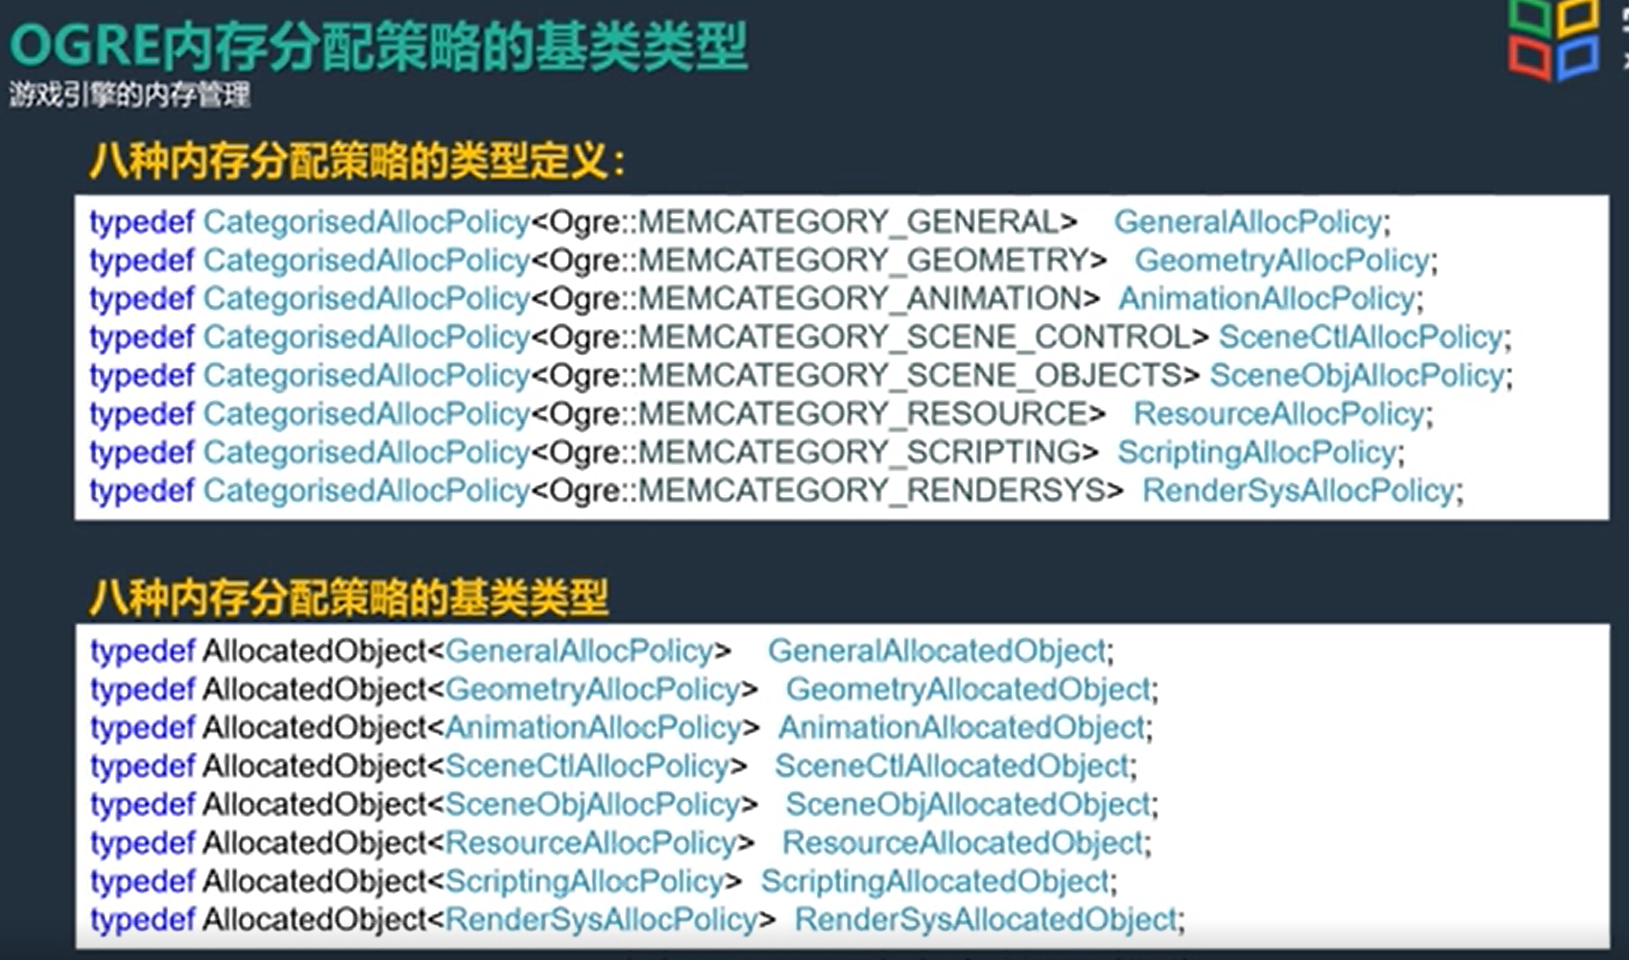 OGRE内存分配策略的基类类型
游戏引擎的内存管理
八种内存分配策略的类型定义：
typedef CategorisedAllocPolicy<Ogre::MEMCATEGORY_GENERAL> GeneralAllocPolicy;
typedef CategorisedAllocPolicy<Ogre::MEMCATEGORY_GEOMETRY> GeometryAllocPolicy;
typedef CategorisedAllocPolicy<Ogre::MEMCATEGORY_ANIMATION> AnimationAllocPolicy;
typedef CategorisedAllocPolicy<Ogre::MEMCATEGORY_SCENE_CONTROL> SceneCtlAllocPolicy;
typedef CategorisedAllocPolicy<Ogre::MEMCATEGORY_SCENE_OBJECTS> SceneObjAllocPolicy;
typedef CategorisedAllocPolicy<Ogre::MEMCATEGORY_RESOURCE> ResourceAllocPolicy;
typedef CategorisedAllocPolicy<Ogre::MEMCATEGORY_SCRIPTING> ScriptingAllocPolicy;
typedef CategorisedAllocPolicy<Ogre::MEMCATEGORY_RENDERSYS> RenderSysAllocPolicy;
八种内存分配策略的基类类型
typedef AllocatedObject<GeneralAllocPolicy> GeneralAllocatedObject;
typedef AllocatedObject<GeometryAllocPolicy> GeometryAllocatedObject;
typedef AllocatedObject<AnimationAllocPolicy> AnimationAllocatedObject;
typedef AllocatedObject<SceneCtlAllocPolicy> SceneCtlAllocatedObject;
typedef AllocatedObject<SceneObjAllocPolicy> SceneObjAllocatedObject;
typedef AllocatedObject<ResourceAllocPolicy> ResourceAllocatedObject;
typedef AllocatedObject<ScriptingAllocPolicy> ScriptingAllocatedObject;
typedef AllocatedObject<RenderSysAllocPolicy> RenderSysAllocatedObject;